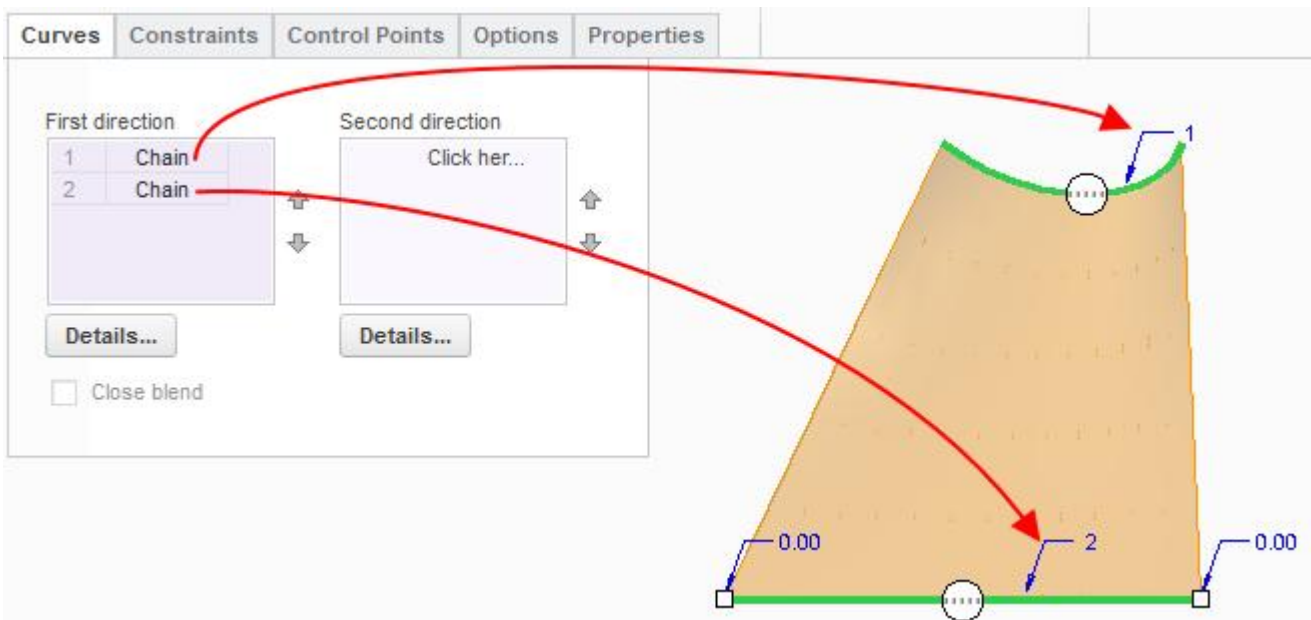 Curves Constraints Control Points Options Properties
First direction Second direction
1 Chain Click her...
2 Chain
Details... Details...
Close blend
1
0.00 2 0.00